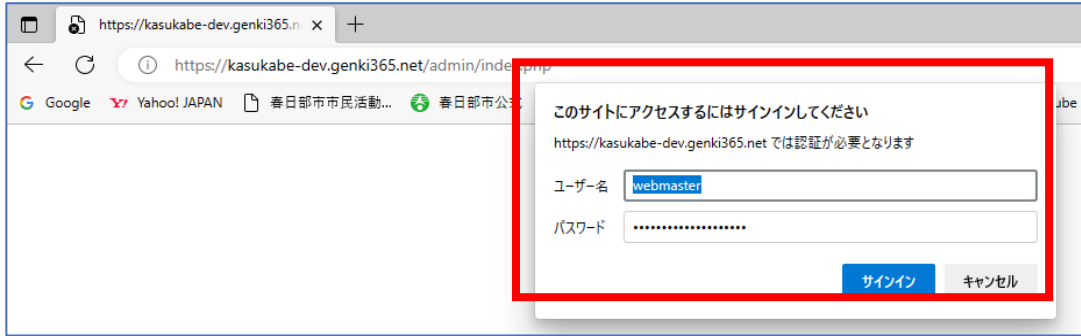 https://kasukabe-dev.genki365.n
https://kasukabe-dev.genki365.net/admin/index.php
Google Yahoo! JAPAN 春日部市市民活動... 春日部市公式 ube
このサイトにアクセスするにはサインインしてください
https://kasukabe-dev.genki365.net では認証が必要となります
ユーザー名 webmaster
パスワード ••••••••••••••••••••
サインイン キャンセル